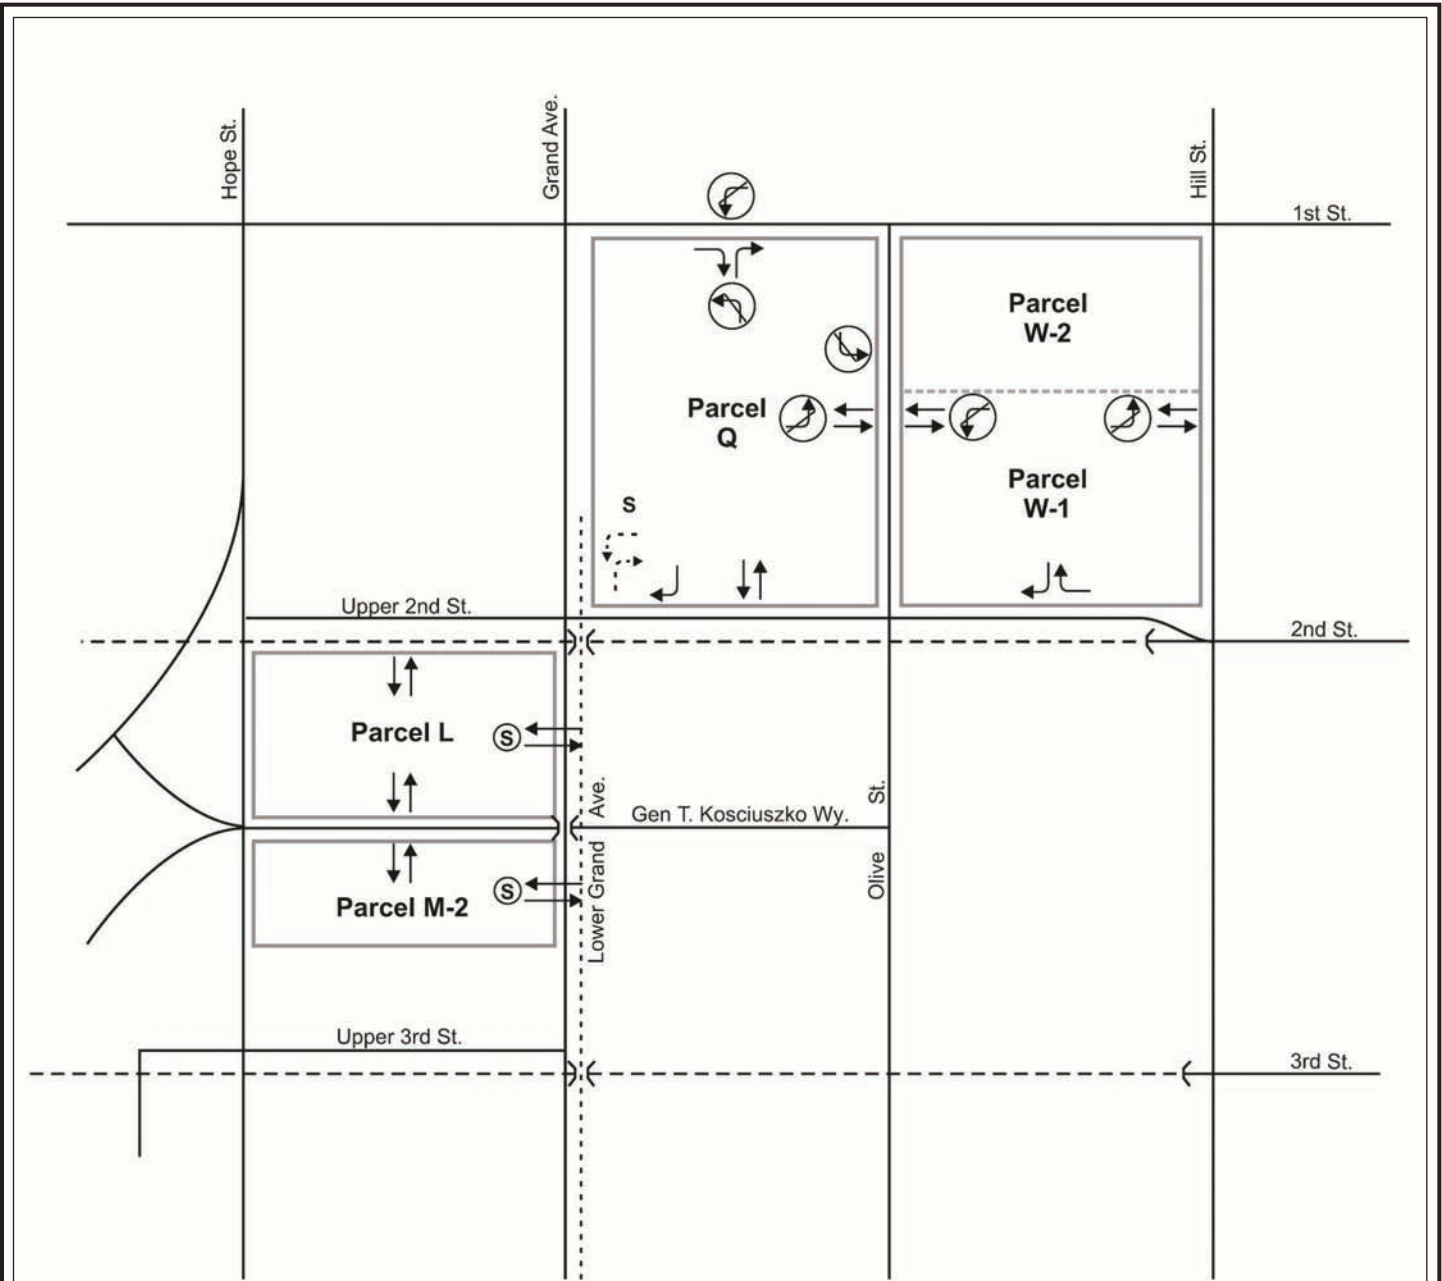 Hope St.
Grand Ave.
Hill St.
1st St.
Parcel
W-2
Parcel
Q
Parcel
W-1
S
Upper 2nd St.
2nd St.
Parcel L
S
Lower Grand Ave.
Gen T. Kosciuszko Wy.
Olive St.
Parcel M-2
S
Upper 3rd St.
3rd St.